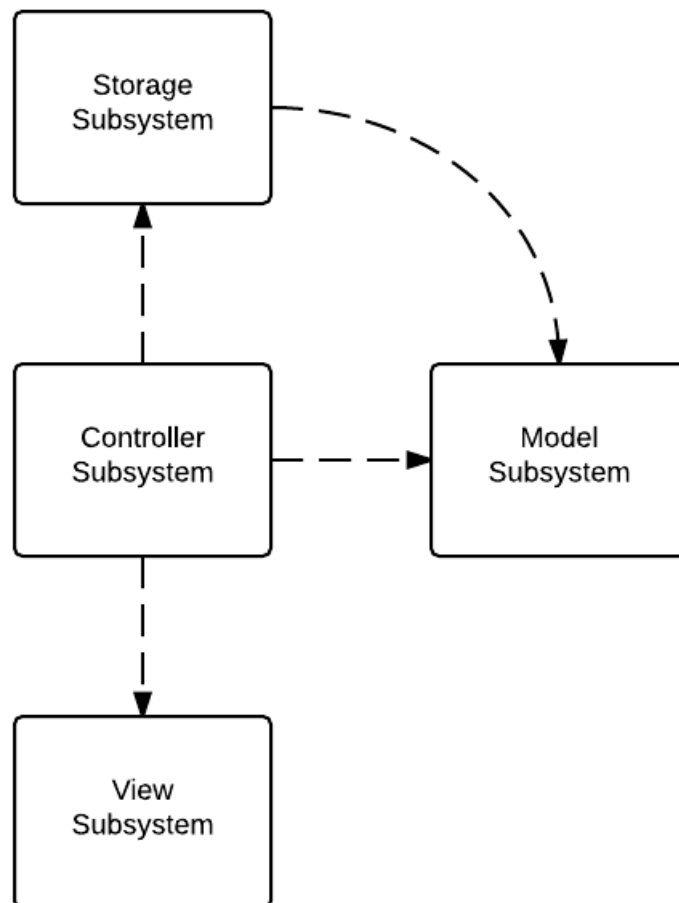 Storage
Subsystem
Controller
Subsystem
Model
Subsystem
View
Subsystem